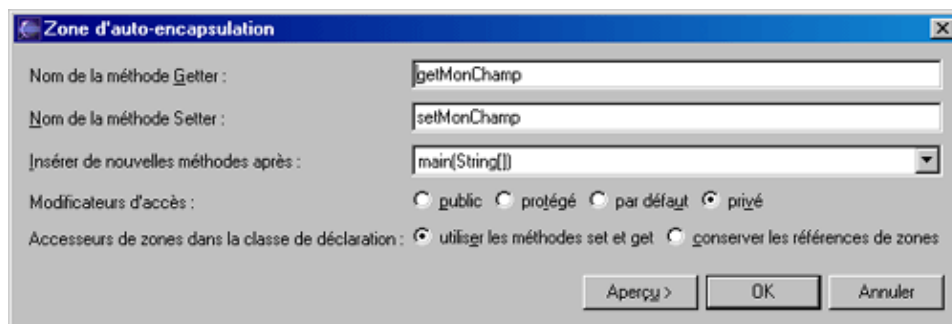 Zone d'auto-encapsulation
Nom de la méthode Getter : getMonChamp
Nom de la méthode Setter : setMonChamp
Insérer de nouvelles méthodes après : main(String[])
Modificateurs d'accès : public protégé par défaut privé
Accesseurs de zones dans la classe de déclaration : utiliser les méthodes set et get conserver les références de zones
Aperçu > OK Annuler